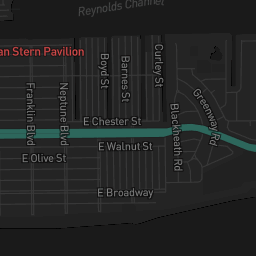 Reynolds Channel
an Stern Pavilion
Franklin Blvd
Neptune Blvd
Boyd St
Barnes St
Curley St
Greenway Rd
Blackheath Rd
E Chester St
E Walnut St
E Olive St
E Broadway